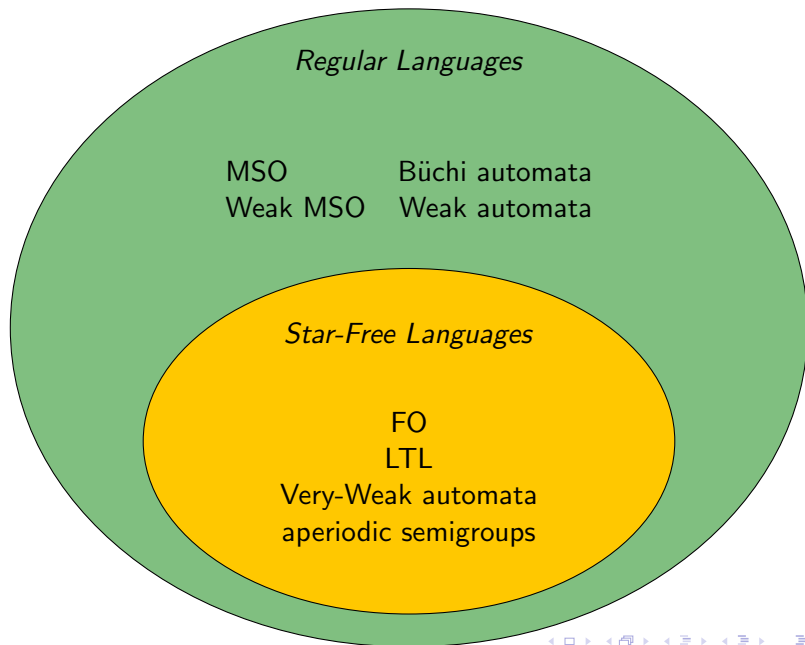 Regular Languages
MSO Büchi automata
Weak MSO Weak automata
Star-Free Languages
FO
LTL
Very-Weak automata
aperiodic semigroups